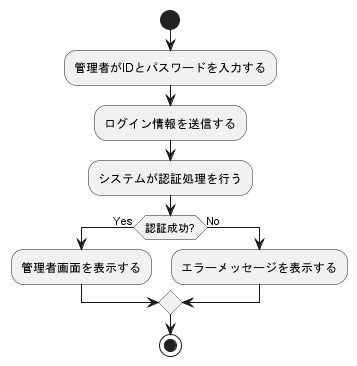 管理者がIDとパスワードを入力する
ログイン情報を送信する
システムが認証処理を行う
認証成功?
Yes
No
管理者画面を表示する
エラーメッセージを表示する